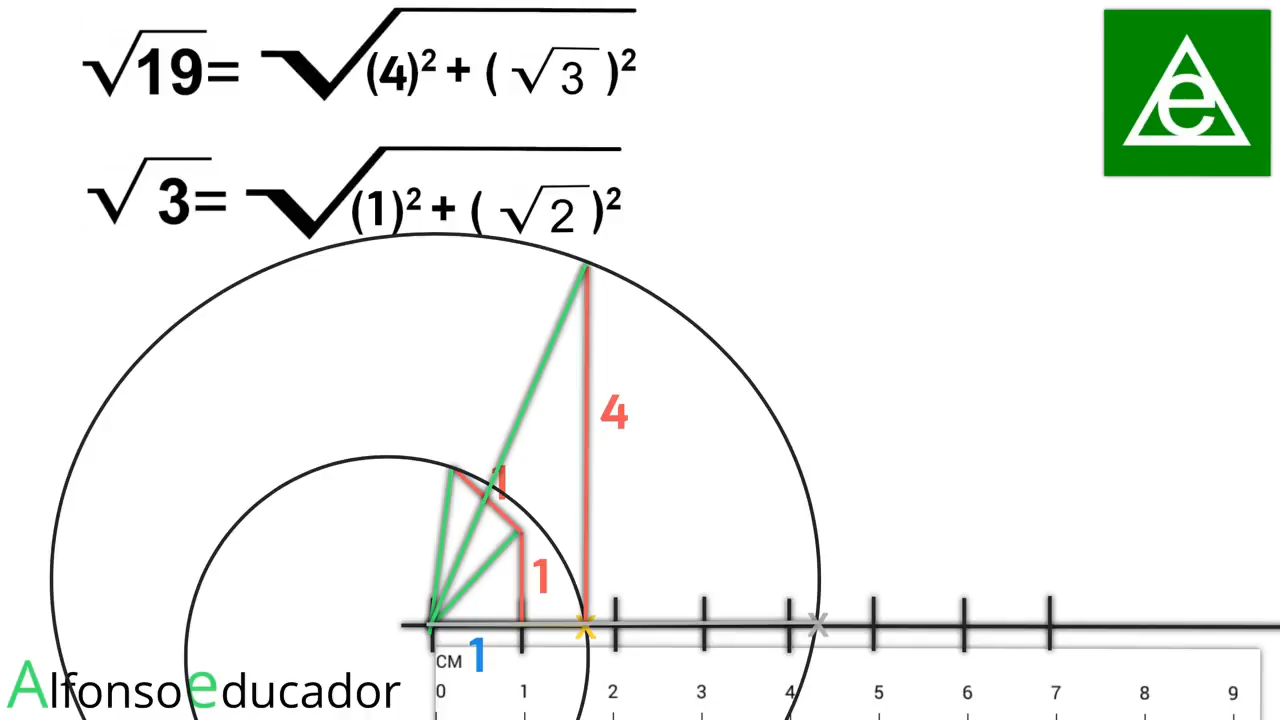 √19= √(4)² + (√3)²
√3= √(1)² + (√2)²
4
1
1
1
CM
0 1 2 3 4 5 6 7 8 9
Alfonsoeducador
e